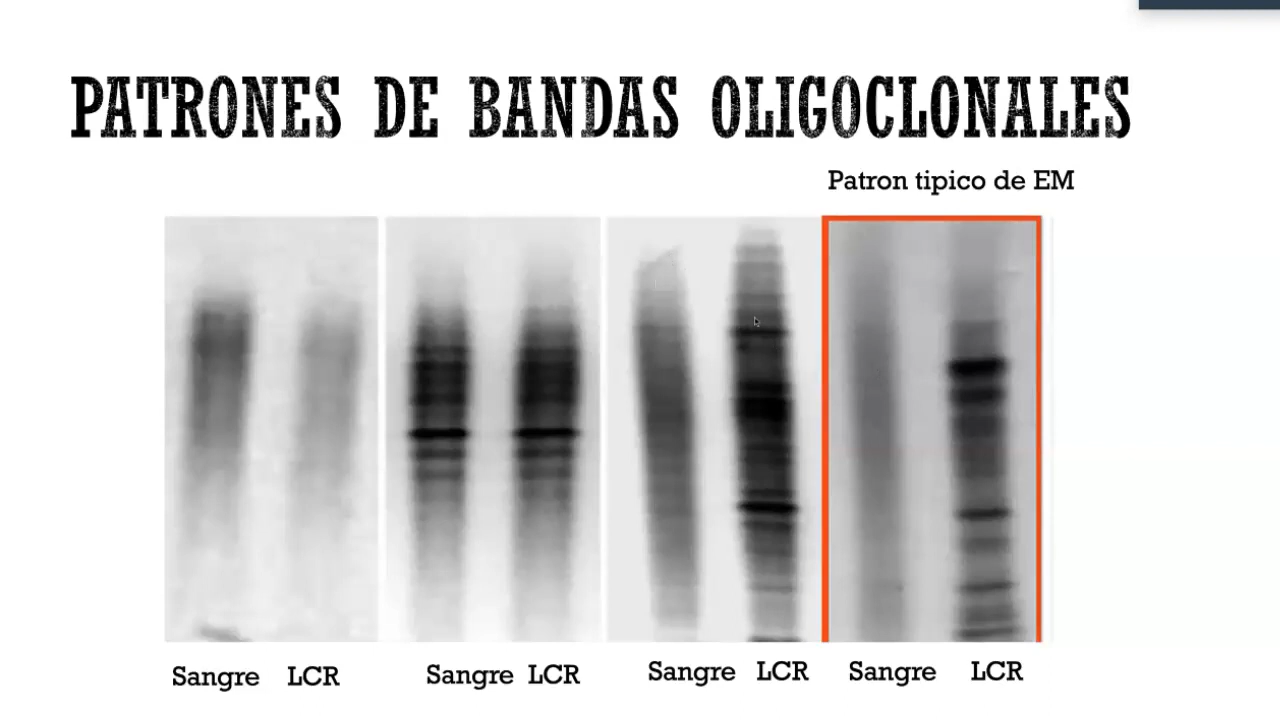 PATRONES DE BANDAS OLIGOCLONALES
Patron tipico de EM
Sangre LCR Sangre LCR Sangre LCR Sangre LCR